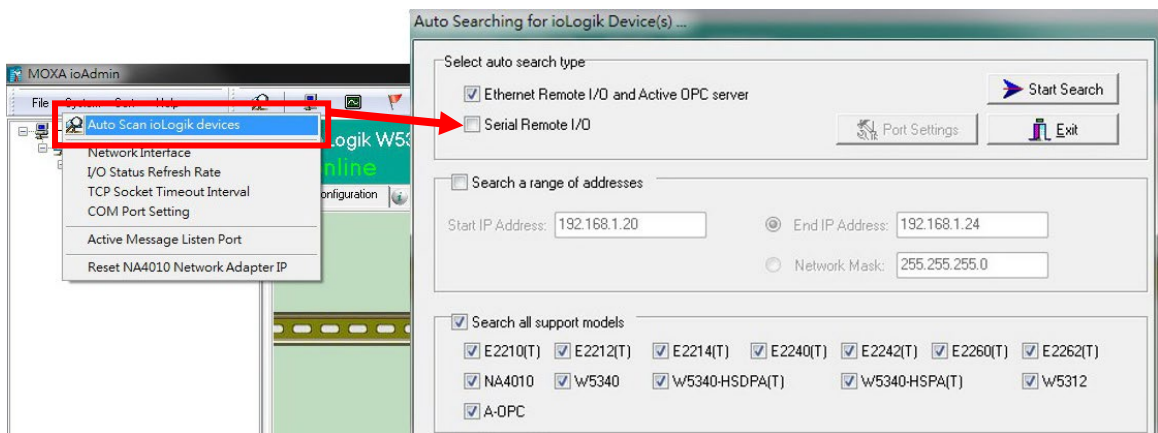 Auto Searching for ioLogik Device(s) ...
MOXA ioAdmin
File System Sort Help
Auto Scan ioLogik devices
Network Interface
I/O Status Refresh Rate
TCP Socket Timeout Interval
COM Port Setting
Active Message Listen Port
Reset NA4010 Network Adapter IP
ogik W53
nline
onfiguration
Select auto search type
Ethernet Remote I/O and Active OPC server
Start Search
Serial Remote I/O
Port Settings
Exit
Search a range of addresses
Start IP Address: 192.168.1.20 End IP Address: 192.168.1.24
Network Mask: 255.255.255.0
Search all support models
E2210(T) E2212(T) E2214(T) E2240(T) E2242(T) E2260(T) E2262(T)
NA4010 W5340 W5340-HSDPA(T) W5340-HSPA(T) W5312
A-OPC